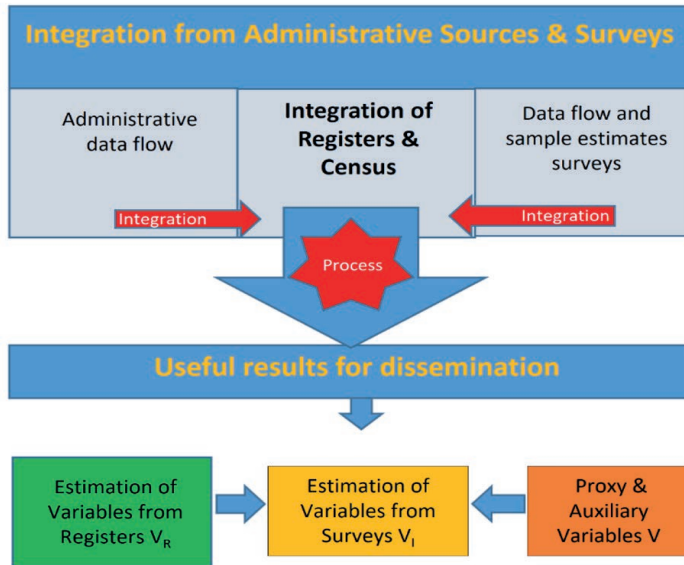 Integration from Administrative Sources & Surveys
Administrative
data flow
Integration of
Registers &
Census
Data flow and
sample estimates
surveys
Integration
Integration
Process
Useful results for dissemination
Estimation of
Variables from
Registers V_R
Estimation of
Variables from
Surveys V_I
Proxy &
Auxiliary
Variables V